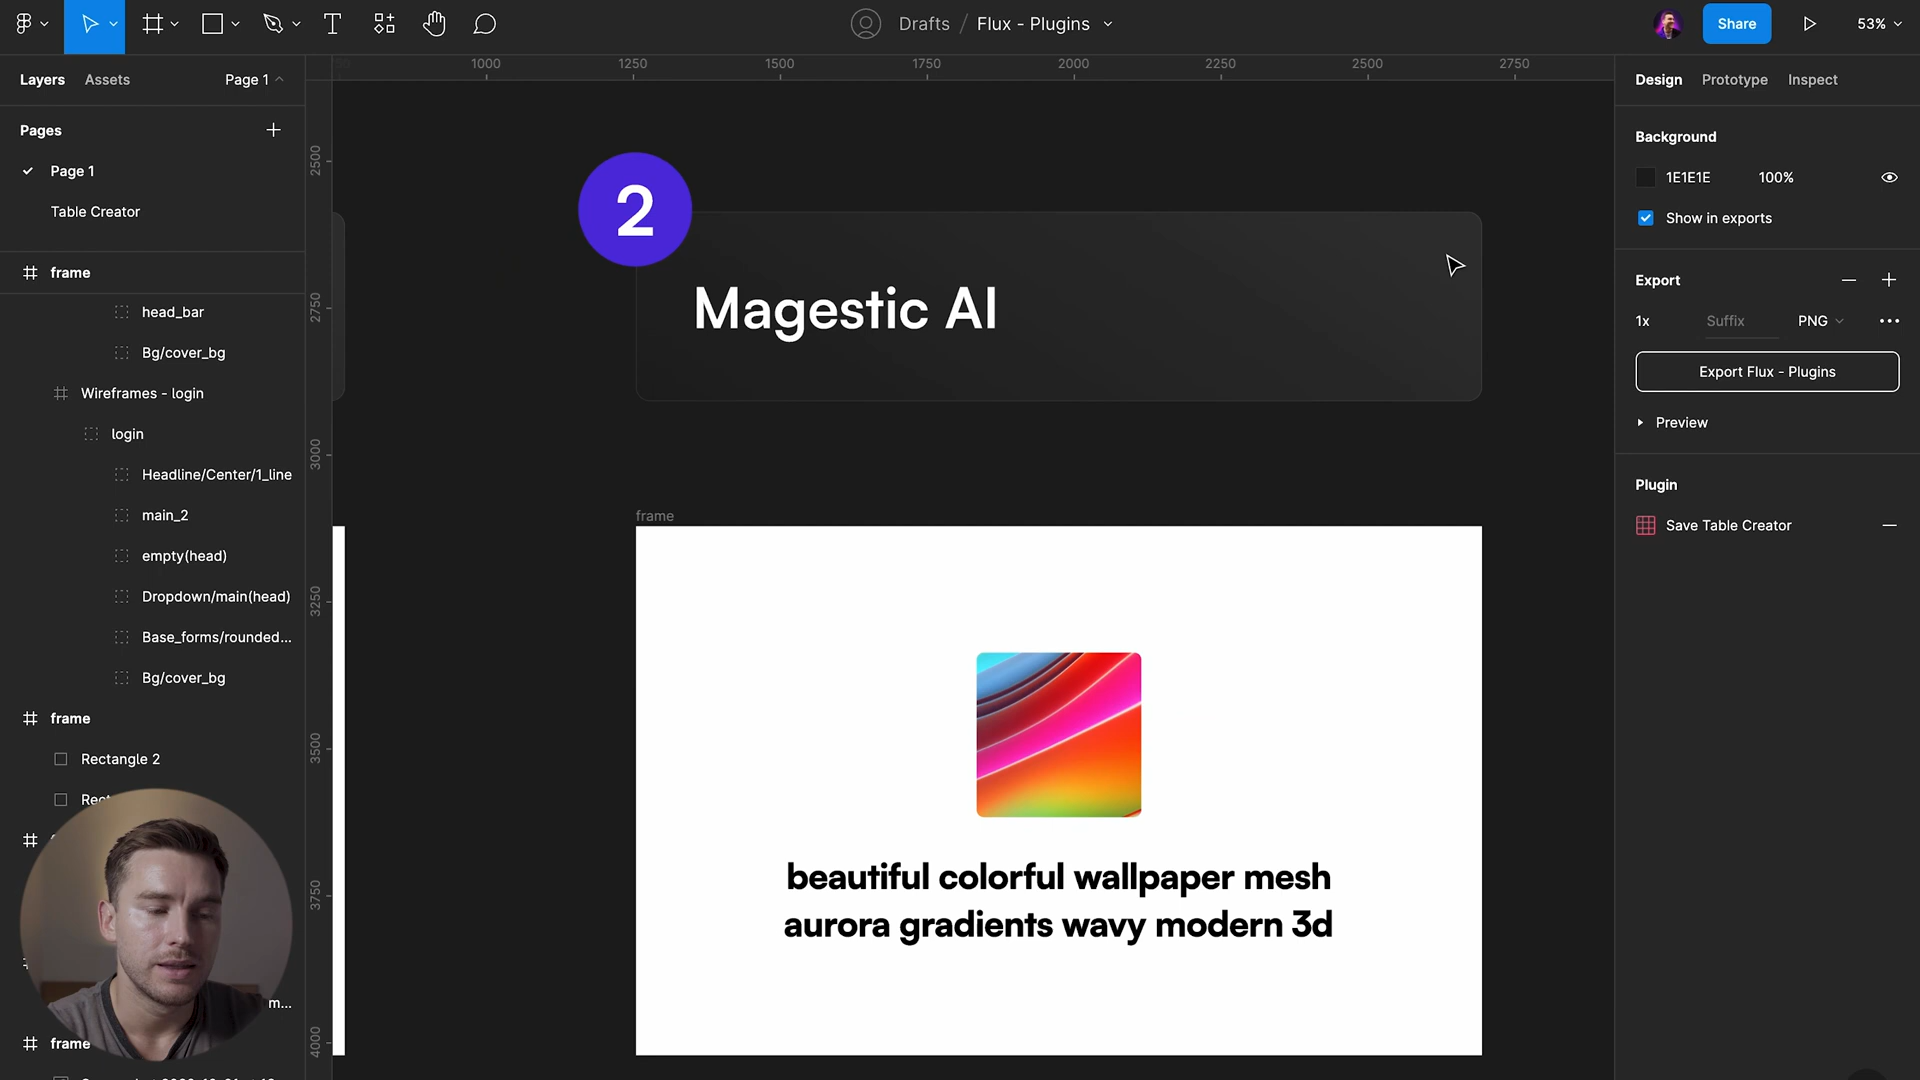 Drafts / Flux - Plugins
Share
53%
Layers
Assets
Page 1
Pages
Page 1
Table Creator
frame
head_bar
Bg/cover_bg
Wireframes - login
login
Headline/Center/1_line
main_2
empty(head)
Dropdown/main(head)
Base_forms/rounded...
Bg/cover_bg
frame
Rectangle 2
m...
frame
1000
1250
1500
1750
2000
2250
2500
2750
2500
2750
3000
3250
3500
3750
4000
2
Magestic AI
frame
beautiful colorful wallpaper mesh
aurora gradients wavy modern 3d
Design
Prototype
Inspect
Background
1E1E1E
100%
Show in exports
Export
1x
Suffix
PNG
Export Flux - Plugins
Preview
Plugin
Save Table Creator